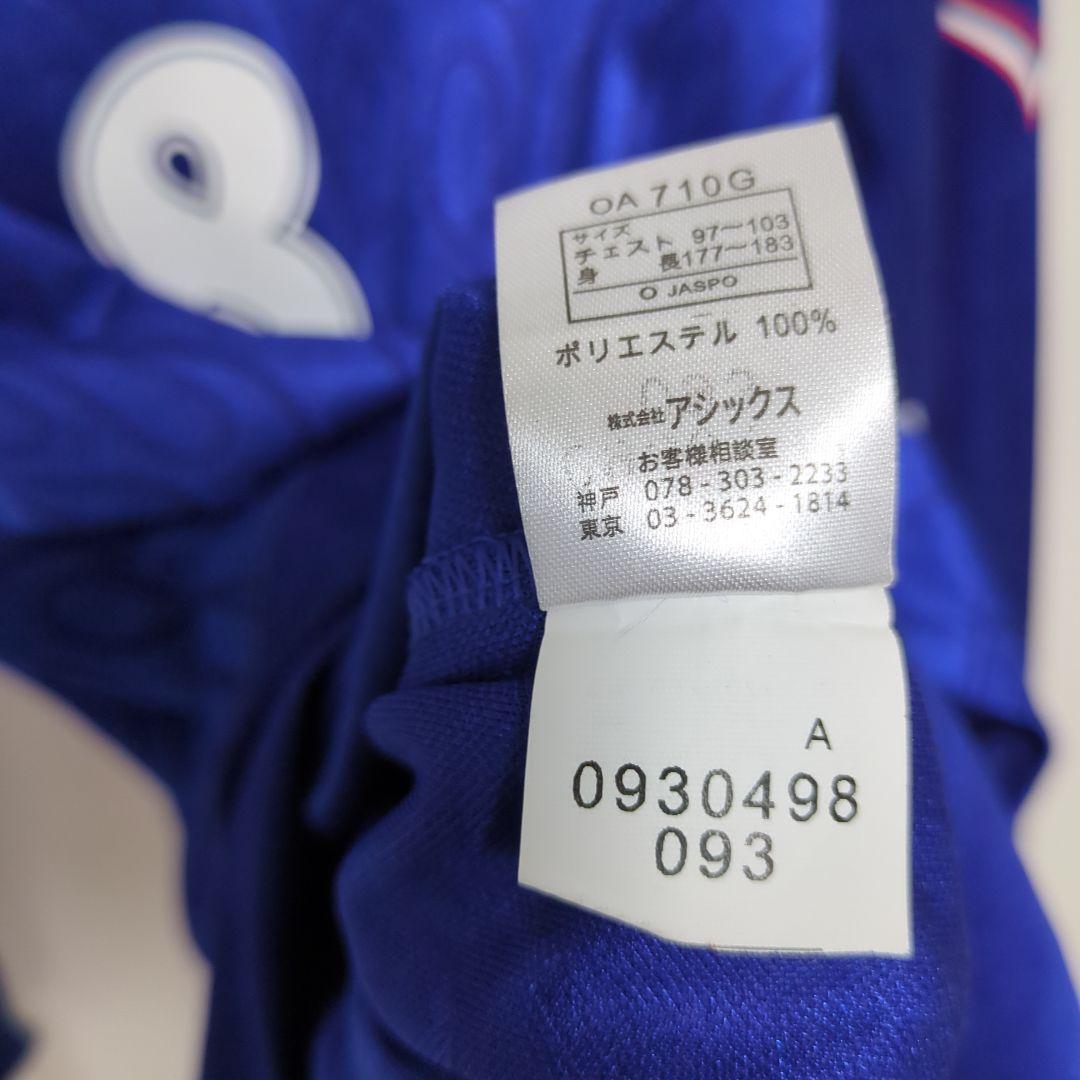 OA 710G
サイズ
チェスト 97〜103
身 長177〜183
O JASPO
ポリエステル 100%
株式会社アシックス
お客様相談室
神戸 078-303-2233
東京 03-3624-1814
A
0930498
093